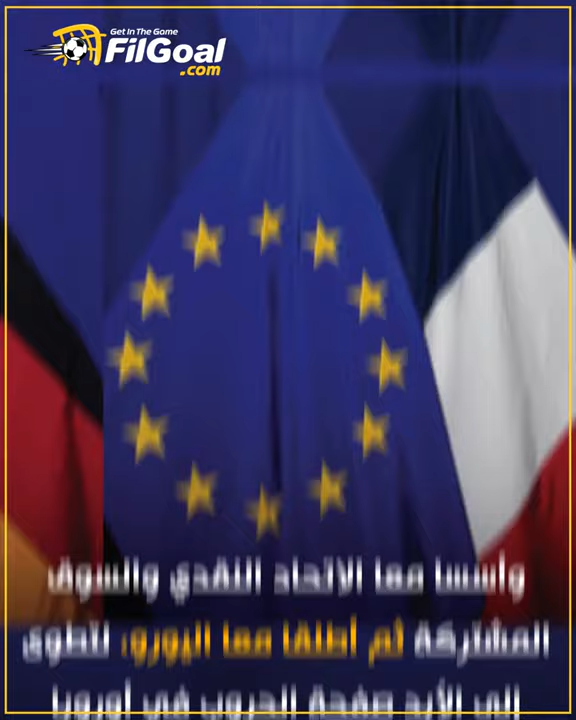 Get In The Game
FilGoal
.com
وأسسا معا الاتحاد النقدي والسوق
المشتركة ثم أطلقا معا اليورو، لتطوى
إلى الأبد صفحة الحروب في أوروبا